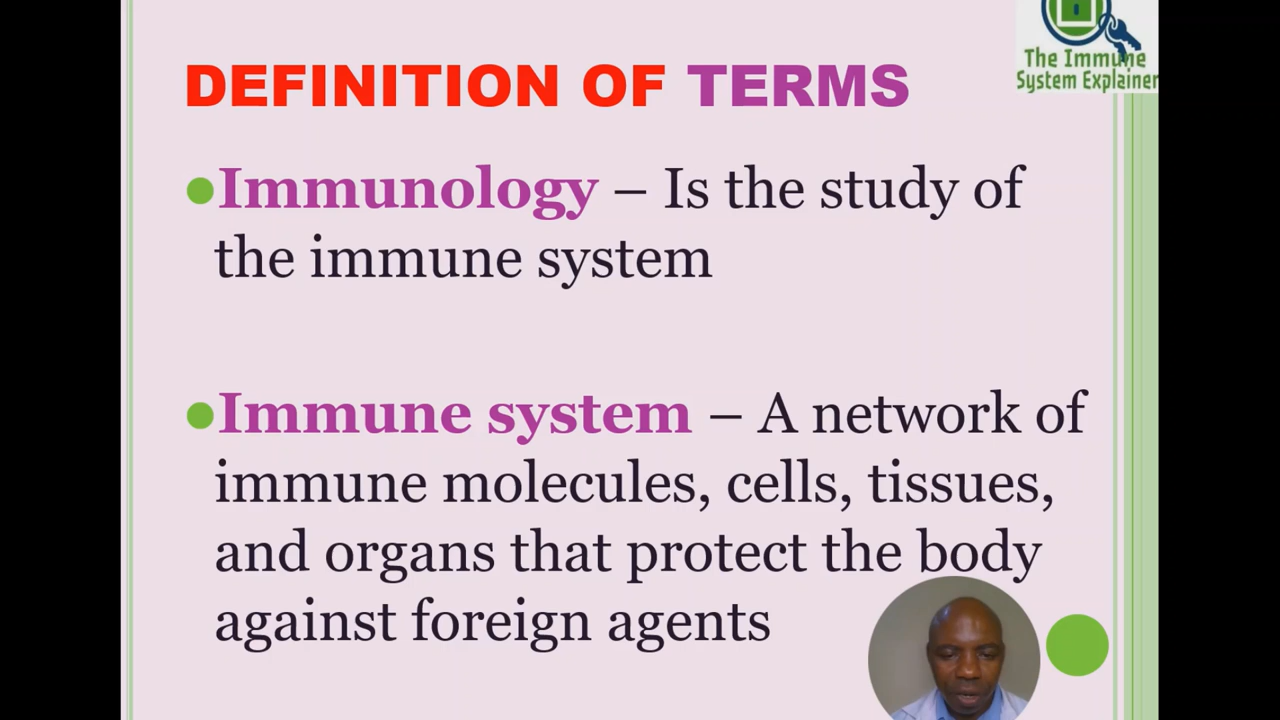 The Immune
System Explainer
DEFINITION OF TERMS
Immunology – Is the study of
the immune system
Immune system – A network of
immune molecules, cells, tissues,
and organs that protect the body
against foreign agents